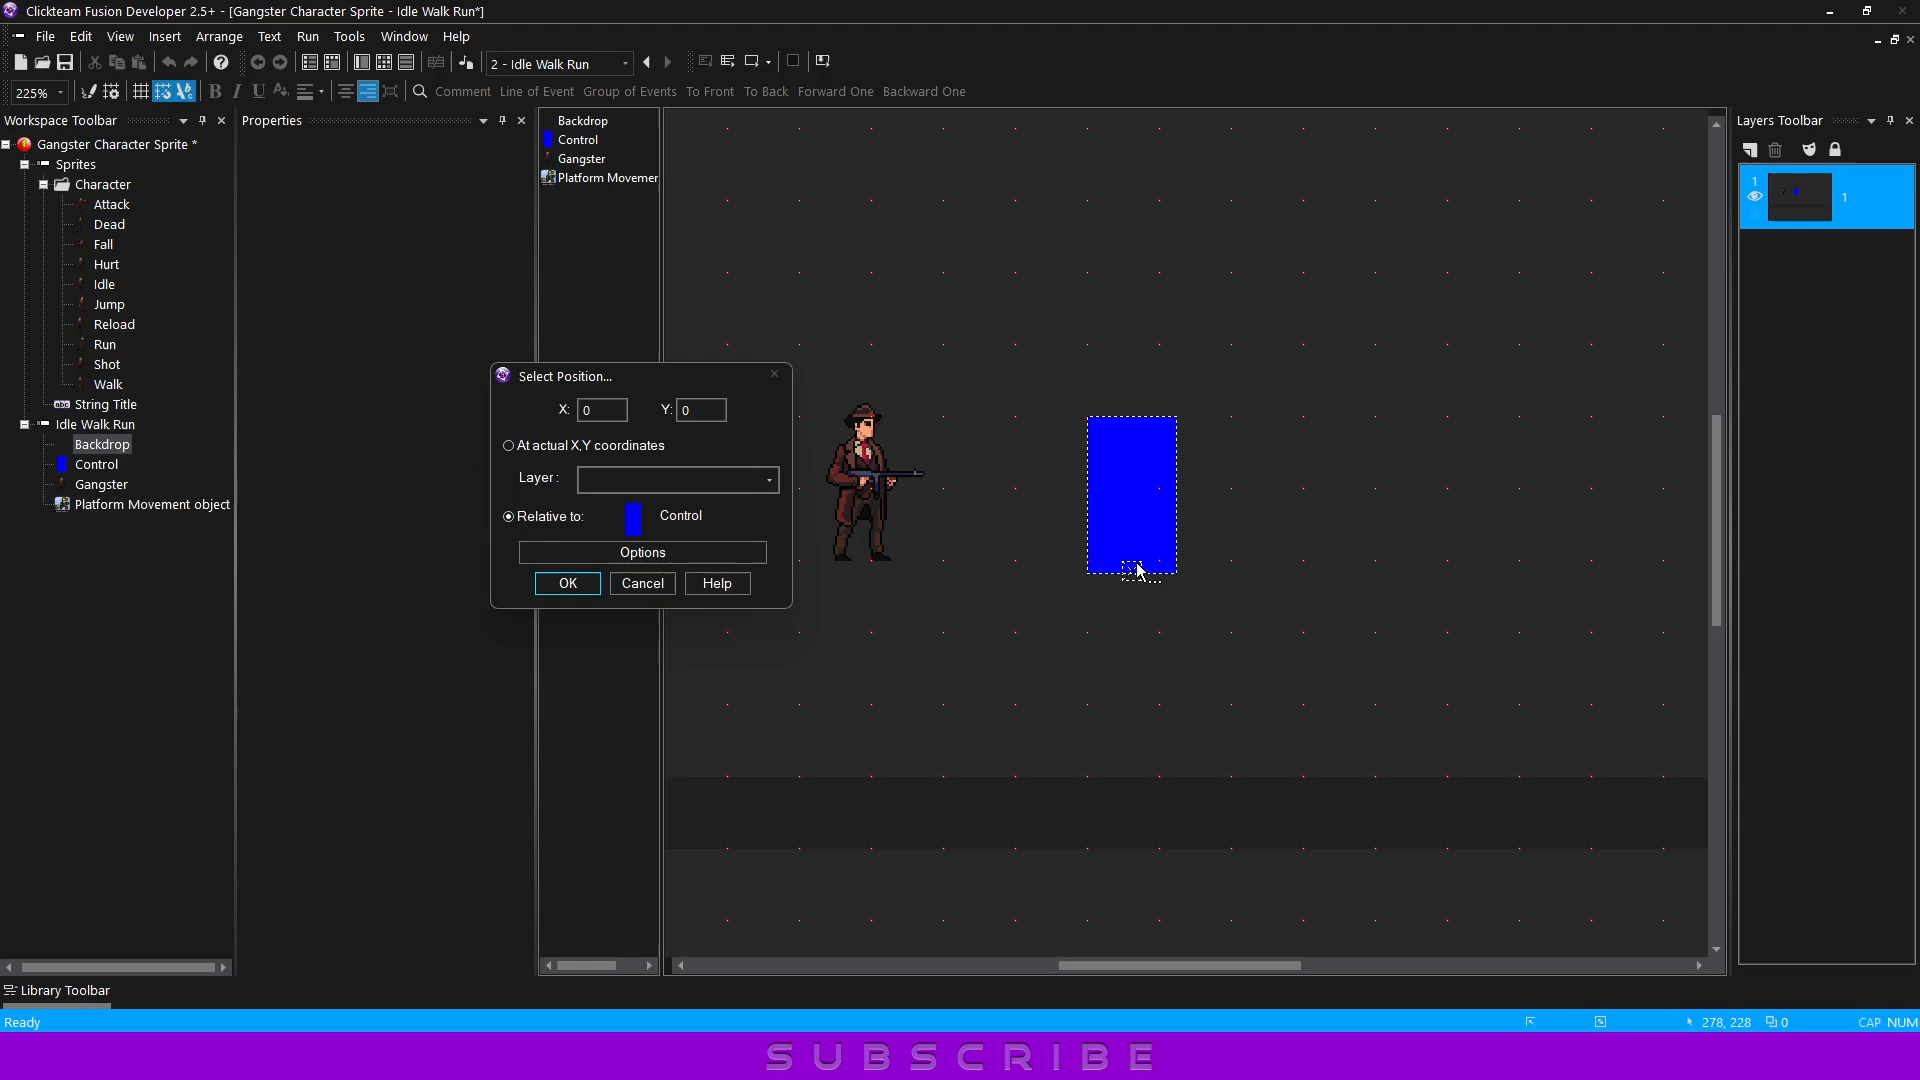 Clickteam Fusion Developer 2.5+ - [Gangster Character Sprite - Idle Walk Run*]
File Edit View Insert Arrange Text Run Tools Window Help
2 - Idle Walk Run
225% B I U Comment Line of Event Group of Events To Front To Back Forward One Backward One
Workspace Toolbar
Gangster Character Sprite *
Sprites
Character
Attack
Dead
Fall
Hurt
Idle
Jump
Reload
Run
Shot
Walk
abc String Title
Idle Walk Run
Backdrop
Control
Gangster
Platform Movement object
Properties
Backdrop
Control
Gangster
Platform Movemer
Select Position...
X: 0 Y: 0
At actual X,Y coordinates
Layer :
Relative to: Control
Options
OK Cancel Help
Layers Toolbar
1
1
Library Toolbar
Ready 278, 228 0 CAP NUM
SUBSCRIBE